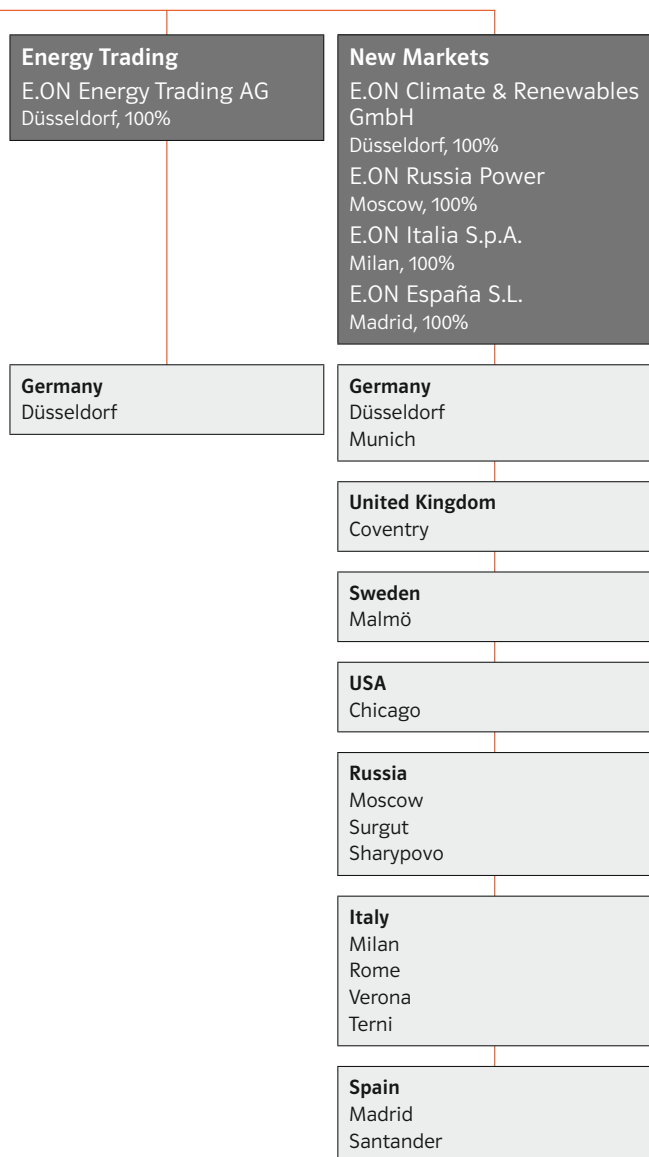 Energy Trading
E.ON Energy Trading AG
Düsseldorf, 100%
Germany
Düsseldorf
New Markets
E.ON Climate & Renewables
GmbH
Düsseldorf, 100%
E.ON Russia Power
Moscow, 100%
E.ON Italia S.p.A.
Milan, 100%
E.ON España S.L.
Madrid, 100%
Germany
Düsseldorf
Munich
United Kingdom
Coventry
Sweden
Malmö
USA
Chicago
Russia
Moscow
Surgut
Sharypovo
Italy
Milan
Rome
Verona
Terni
Spain
Madrid
Santander